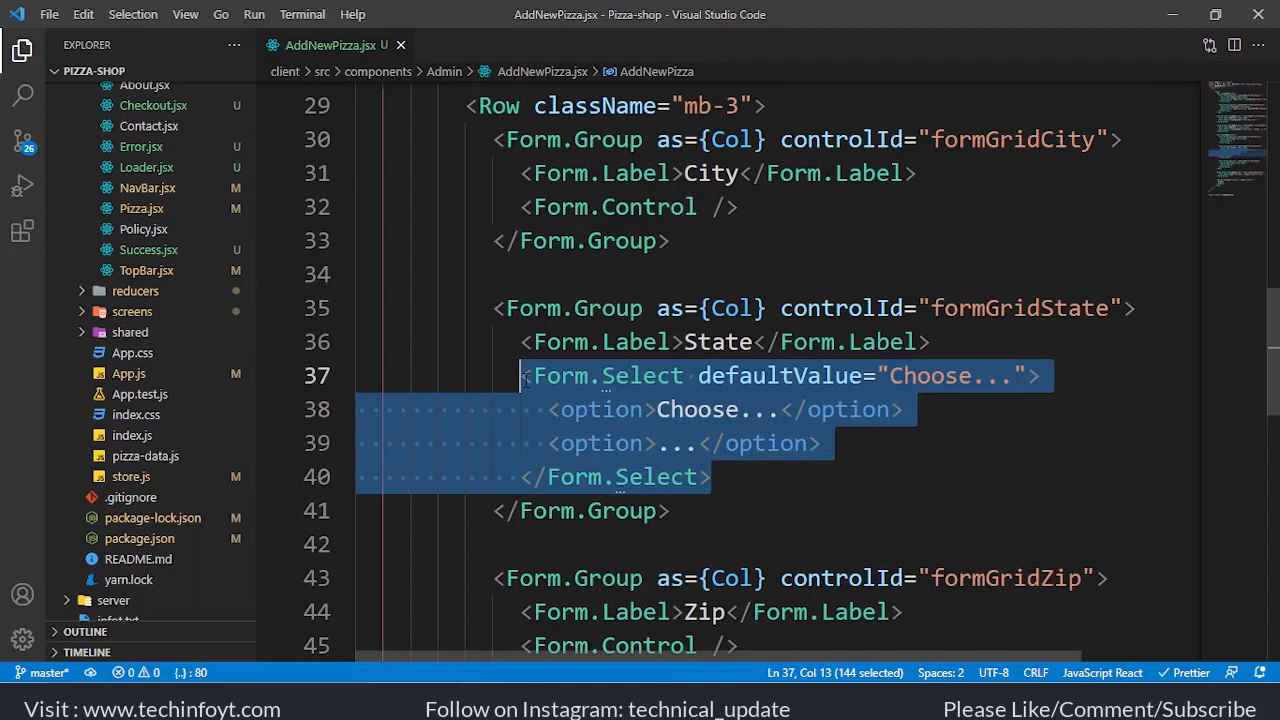 File Edit Selection View Go Run Terminal Help AddNewPizza.jsx - Pizza-shop - Visual Studio Code
EXPLORER
PIZZA-SHOP
About.jsx
Checkout.jsx U
Contact.jsx
Error.jsx U
Loader.jsx U
NavBar.jsx M
Pizza.jsx M
Policy.jsx
Success.jsx U
TopBar.jsx M
reducers
screens
shared
App.css
App.js M
App.test.js
index.css
index.js
pizza-data.js
store.js M
.gitignore
package-lock.json M
package.json M
README.md
yarn.lock
server
OUTLINE
TIMELINE
26
AddNewPizza.jsx U
client > src > components > Admin > AddNewPizza.jsx > AddNewPizza
29 <Row className="mb-3">
30 <Form.Group as={Col} controlId="formGridCity">
31 <Form.Label>City</Form.Label>
32 <Form.Control />
33 </Form.Group>
34
35 <Form.Group as={Col} controlId="formGridState">
36 <Form.Label>State</Form.Label>
37 <Form.Select defaultValue="Choose...">
38 <option>Choose...</option>
39 <option>...</option>
40 </Form.Select>
41 </Form.Group>
42
43 <Form.Group as={Col} controlId="formGridZip">
44 <Form.Label>Zip</Form.Label>
45 <Form.Control />
master* 0 0 {..} : 80 Ln 37, Col 13 (144 selected) Spaces: 2 UTF-8 CRLF JavaScript React Prettier
Visit : www.techinfoyt.com Follow on Instagram: technical_update Please Like/Comment/Subscribe